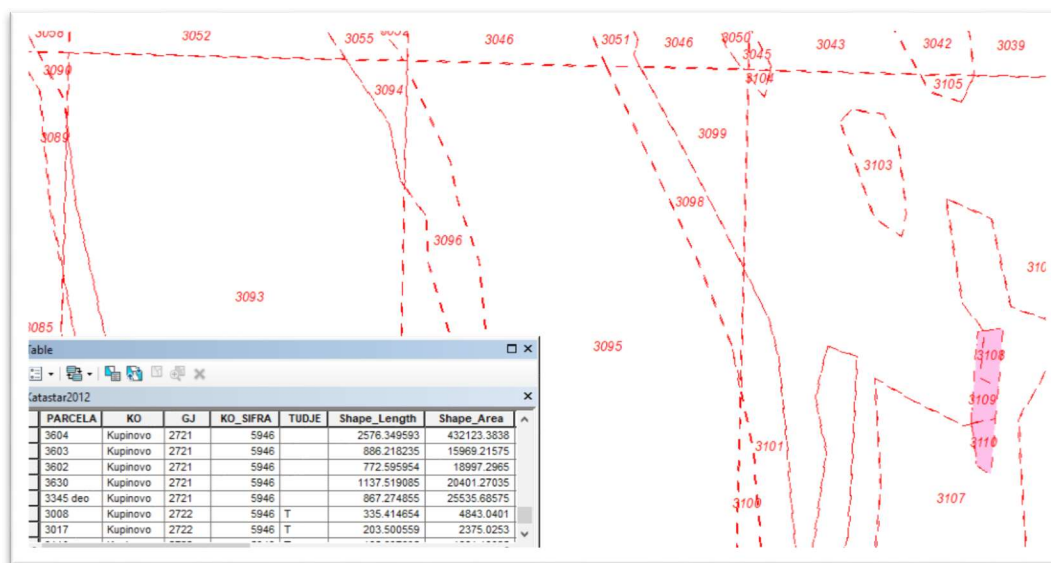 3058 3052 3055 3046 3051 3046 3050 3043 3042 3039
3045
3090 3104
3094 3105
3089 3099
3103
3098
3096
3093
3085 3095 3108
3109
3101 3110
3100 3107
Table
Katastar2012
PARCELA KO GJ KO_SIFRA TUDJE Shape_Length Shape_Area
3604 Kupinovo 2721 5946 2576.349593 432123.3838
3603 Kupinovo 2721 5946 886.218235 15969.21575
3602 Kupinovo 2721 5946 772.595954 18997.2965
3630 Kupinovo 2721 5946 1137.519085 20401.27035
3345 deo Kupinovo 2721 5946 867.274855 25535.68575
3008 Kupinovo 2722 5946 T 335.414654 4843.0401
3017 Kupinovo 2722 5946 T 203.500559 2375.0253